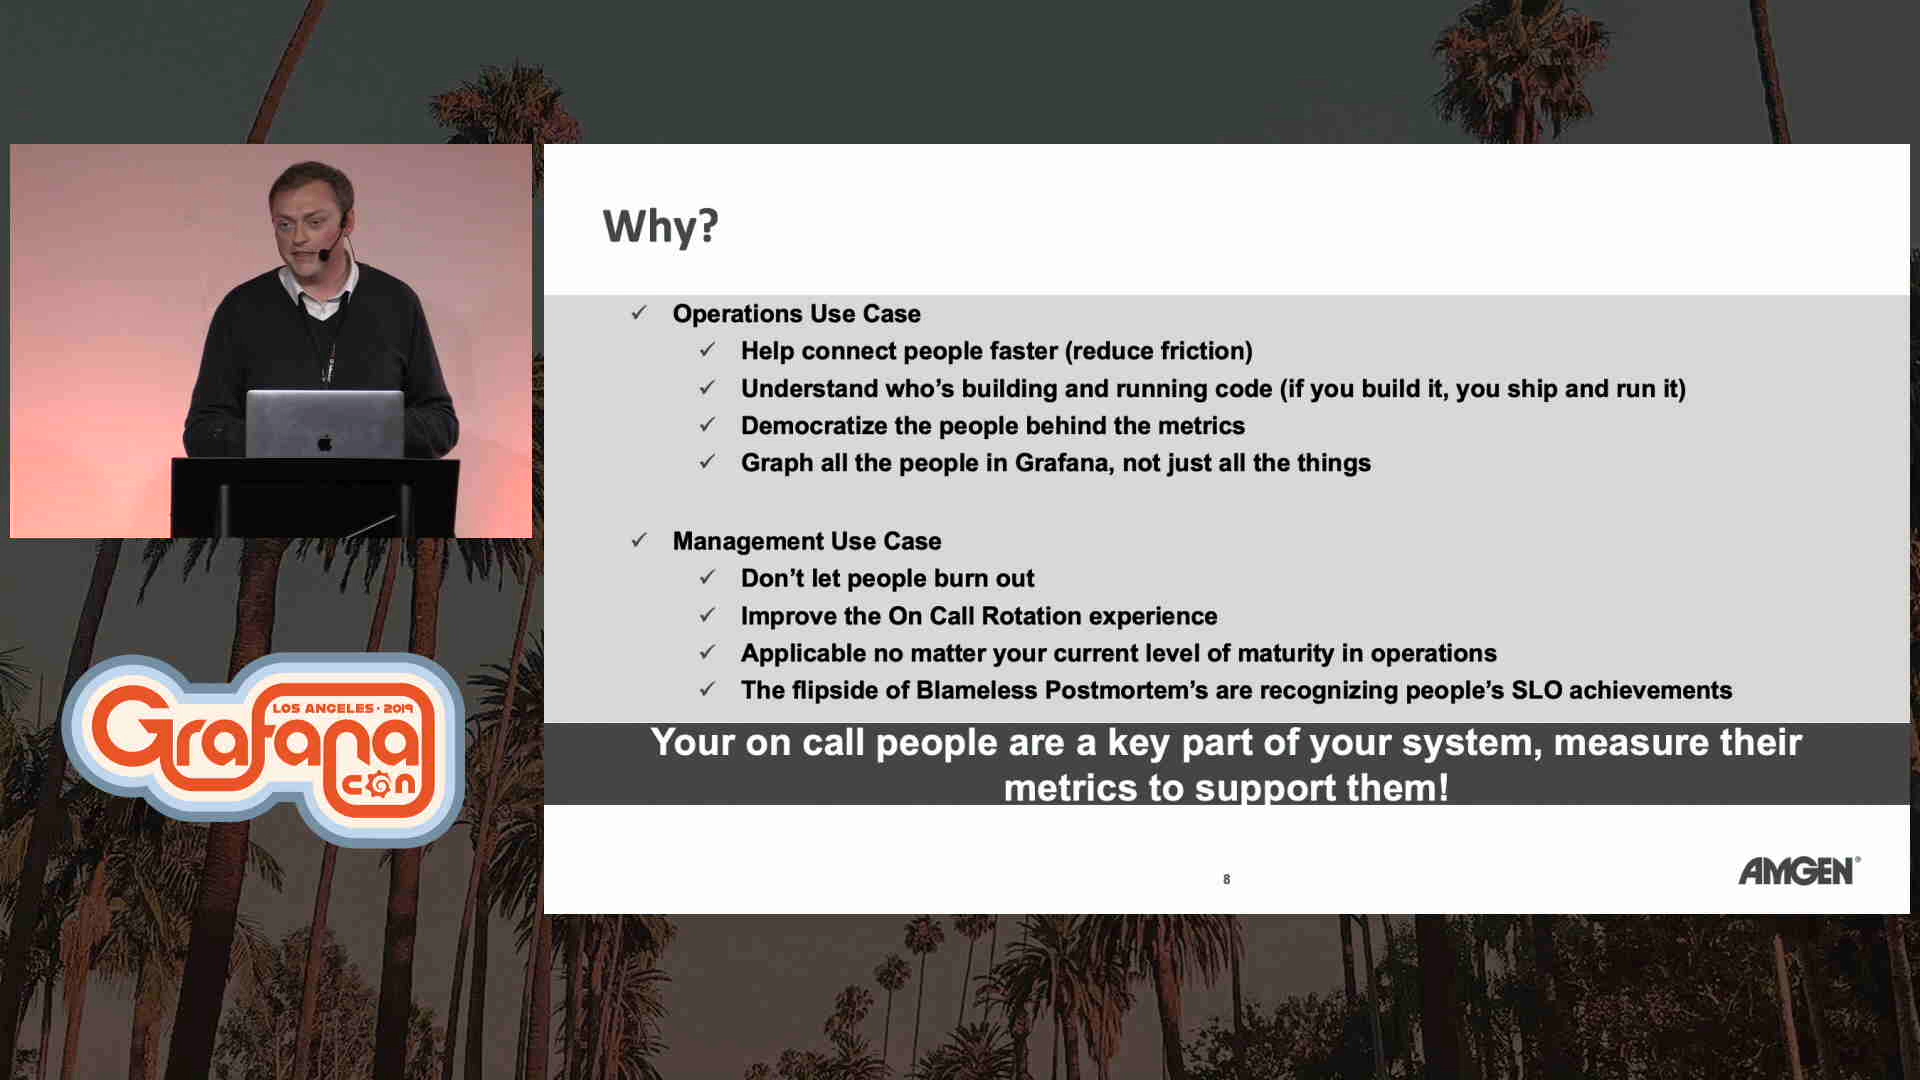 Why?
Operations Use Case
Help connect people faster (reduce friction)
Understand who’s building and running code (if you build it, you ship and run it)
Democratize the people behind the metrics
Graph all the people in Grafana, not just all the things
Management Use Case
Don’t let people burn out
Improve the On Call Rotation experience
Applicable no matter your current level of maturity in operations
The flipside of Blameless Postmortem’s are recognizing people’s SLO achievements
Your on call people are a key part of your system, measure their
metrics to support them!
8
AMGEN®
LOS ANGELES · 2019
Grafana
con